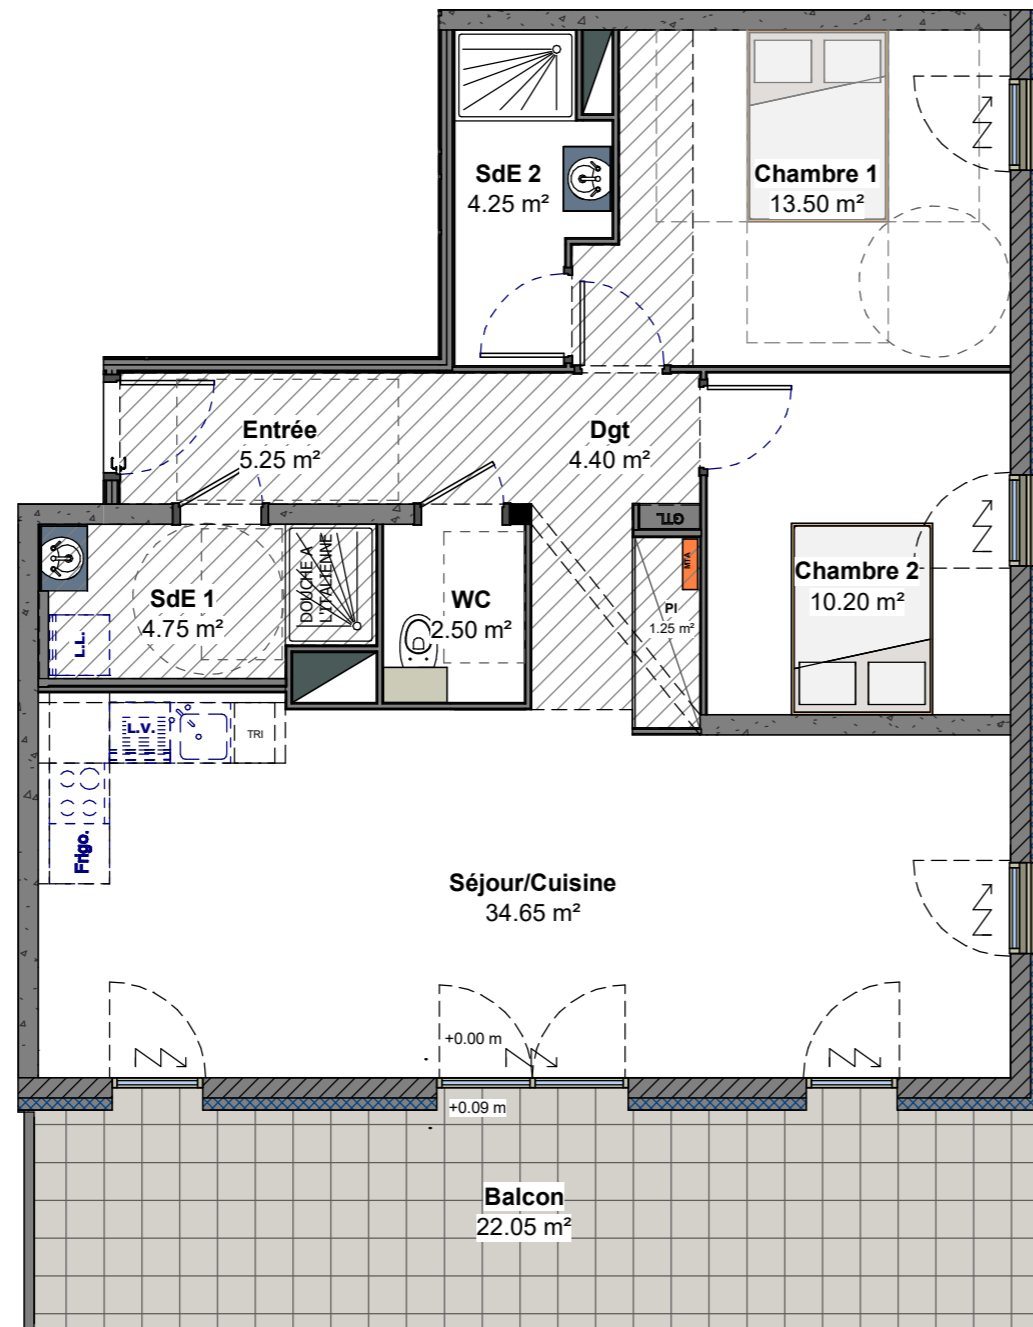 SdE 2
4.25 m²
Chambre 1
13.50 m²
Entrée
5.25 m²
Dgt
4.40 m²
GTL
MTA
DOUCHE A
L'ITALIENNE
SdE 1
4.75 m²
L.L.
WC
2.50 m²
Pl
1.25 m²
Chambre 2
10.20 m²
L.V.
TRI
Frigo.
Séjour/Cuisine
34.65 m²
+0.00 m
+0.09 m
Balcon
22.05 m²